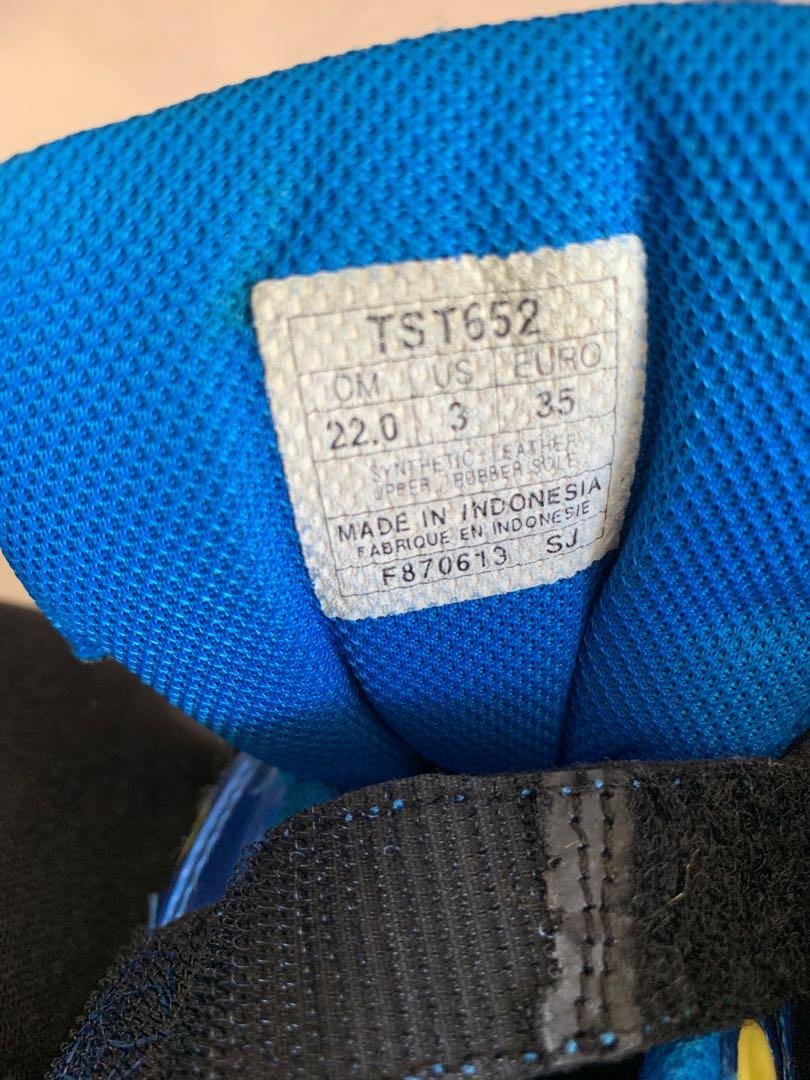 TST652
CM US EURO
22.0 3 35
SYNTHETIC LEATHER
UPPER RUBBER SOLE
MADE IN INDONESIA
FABRIQUE EN INDONESIE
F870613 SJ